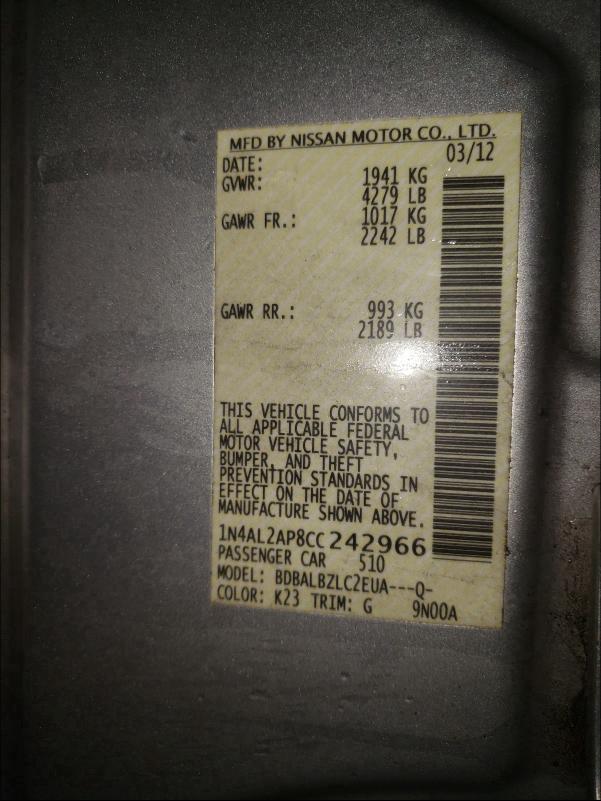 MFD BY NISSAN MOTOR CO., LTD.
DATE: 03/12
GVWR: 1941 KG
4279 LB
GAWR FR.: 1017 KG
2242 LB
GAWR RR.: 993 KG
2189 LB
THIS VEHICLE CONFORMS TO
ALL APPLICABLE FEDERAL
MOTOR VEHICLE SAFETY,
BUMPER, AND THEFT
PREVENTION STANDARDS IN
EFFECT ON THE DATE OF
MANUFACTURE SHOWN ABOVE.
1N4AL2AP8CC242966
PASSENGER CAR 510
MODEL: BDBALBZLC2EUA---Q-
COLOR: K23 TRIM: G 9N00A